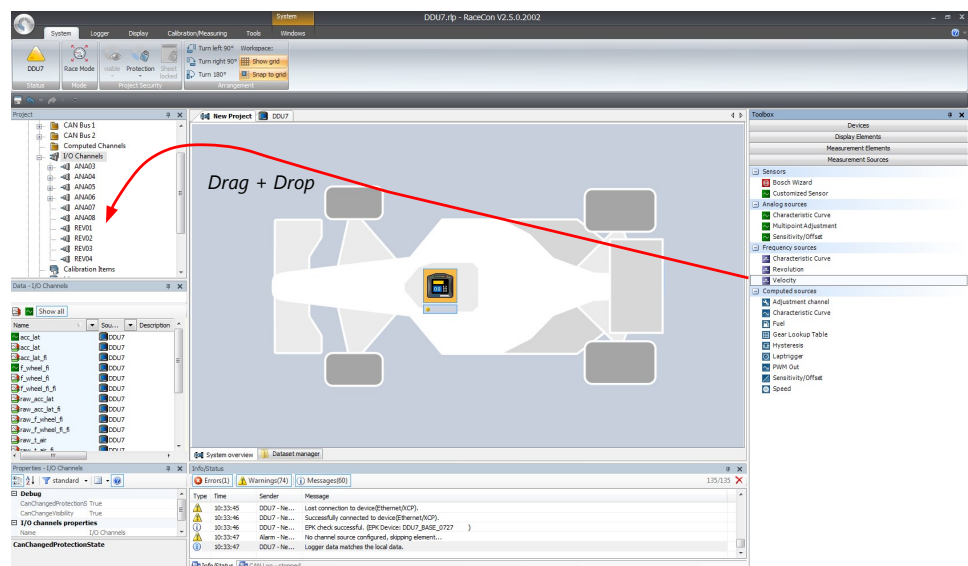 System
DDU7.rlp - RaceCon V2.5.0.2002
System Logger Display Calibration/Measuring Tools Windows
DDU7
Status
Race Mode
Mode
visible Protection Sheet locked
Project Security
Turn left 90° Workspace:
Turn right 90° Show grid
Turn 180° Snap to grid
Arrangement
Project
CAN Bus 1
CAN Bus 2
Computed Channels
I/O Channels
ANA03
ANA04
ANA05
ANA06
ANA07
ANA08
REV01
REV02
REV03
REV04
Calibration Items
Data - I/O Channels
Show all
Name Sou... Description
acc_lat DDU7
acc_lat DDU7
acc_lat_fi DDU7
f_wheel_fi DDU7
f_wheel_fi DDU7
f_wheel_fi_fi DDU7
raw_acc_lat DDU7
raw_acc_lat_fi DDU7
raw_f_wheel_fi DDU7
raw_f_wheel_fl_fi DDU7
raw_t_air DDU7
raw_t_air_fi DDU7
Properties - I/O Channels
standard
Debug
CanChangedProtectionS True
CanChangeVisibility True
I/O channels properties
Name I/O Channels
CanChangedProtectionState
New Project DDU7
Drag + Drop
System overview Dataset manager
Info/Status
Errors(1) Warnings(74) Messages(60) 135/135
Type Time Sender Message
10:33:45 DDU7 - Ne... Lost connection to device(Ethernet/XCP).
10:33:46 DDU7 - Ne... Successfully connected to device(Ethernet/XCP).
10:33:46 DDU7 - Ne... EPK check successful. (EPK Device: DDU7_BASE_0727 )
10:33:47 Alarm - Ne... No channel source configured, skipping element...
10:33:47 DDU7 - Ne... Logger data matches the local data.
Info/Status CAN Log - stopped
Toolbox
Devices
Display Elements
Measurement Elements
Measurement Sources
Sensors
Bosch Wizard
Customized Sensor
Analog sources
Characteristic Curve
Multipoint Adjustment
Sensitivity/Offset
Frequency sources
Characteristic Curve
Revolution
Velocity
Computed sources
Adjustment channel
Characteristic Curve
Fuel
Gear Lookup Table
Hysteresis
Laptrigger
PWM Out
Sensitivity/Offset
Speed